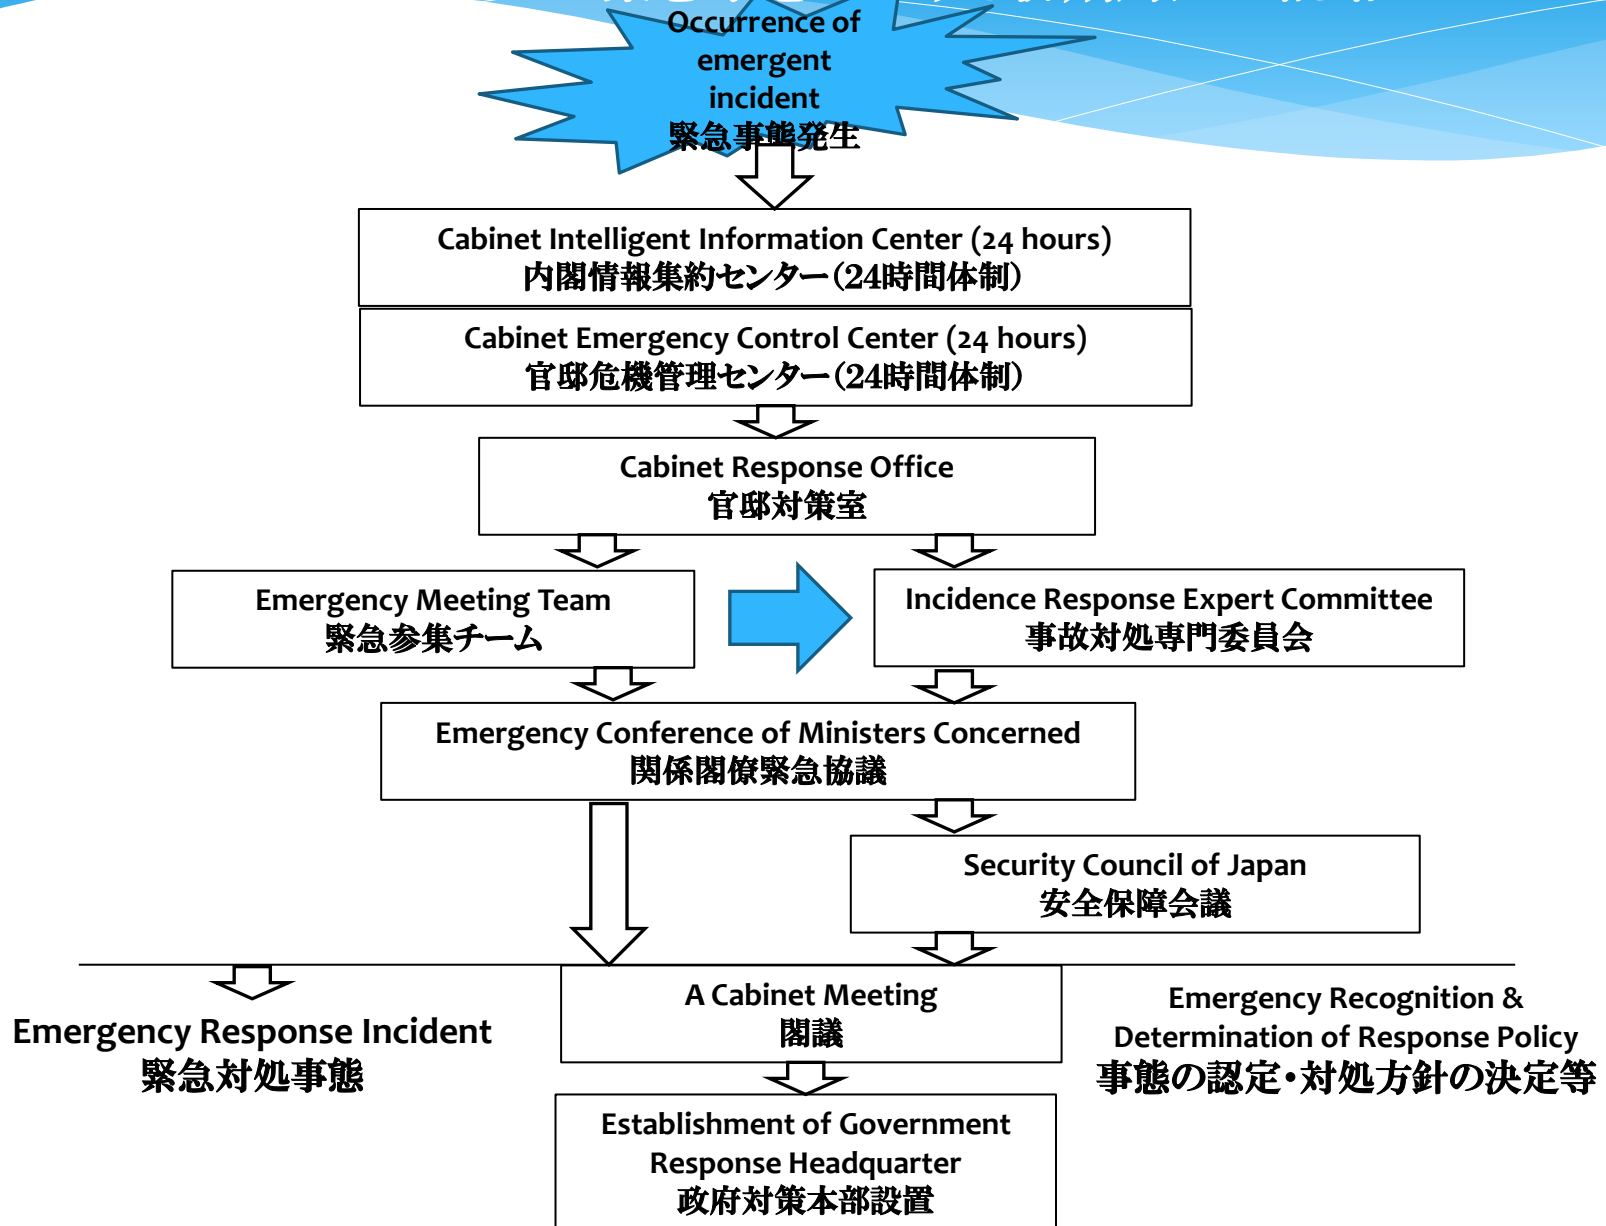 Occurrence of
emergent
incident
緊急事態発生
Cabinet Intelligent Information Center (24 hours)
内閣情報集約センター（24時間体制）
Cabinet Emergency Control Center (24 hours)
官邸危機管理センター（24時間体制）
Cabinet Response Office
官邸対策室
Emergency Meeting Team
緊急参集チーム
Incidence Response Expert Committee
事故対処専門委員会
Emergency Conference of Ministers Concerned
関係閣僚緊急協議
Security Council of Japan
安全保障会議
Emergency Response Incident
緊急対処事態
A Cabinet Meeting
閣議
Emergency Recognition &
Determination of Response Policy
事態の認定・対処方針の決定等
Establishment of Government
Response Headquarter
政府対策本部設置